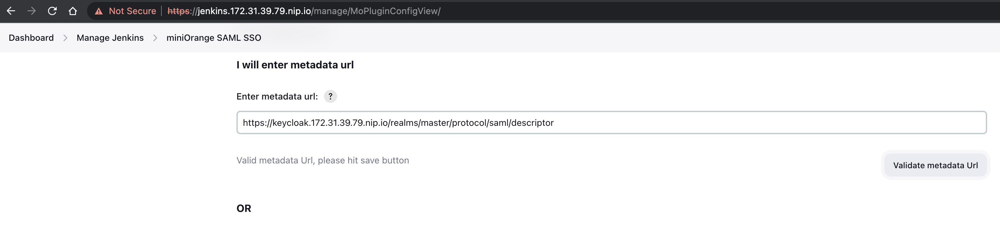 Not Secure https://jenkins.172.31.39.79.nip.io/manage/MoPluginConfigView/
Dashboard > Manage Jenkins > miniOrange SAML SSO
I will enter metadata url
Enter metadata url: ?
https://keycloak.172.31.39.79.nip.io/realms/master/protocol/saml/descriptor
Valid metadata Url, please hit save button
Validate metadata Url
OR